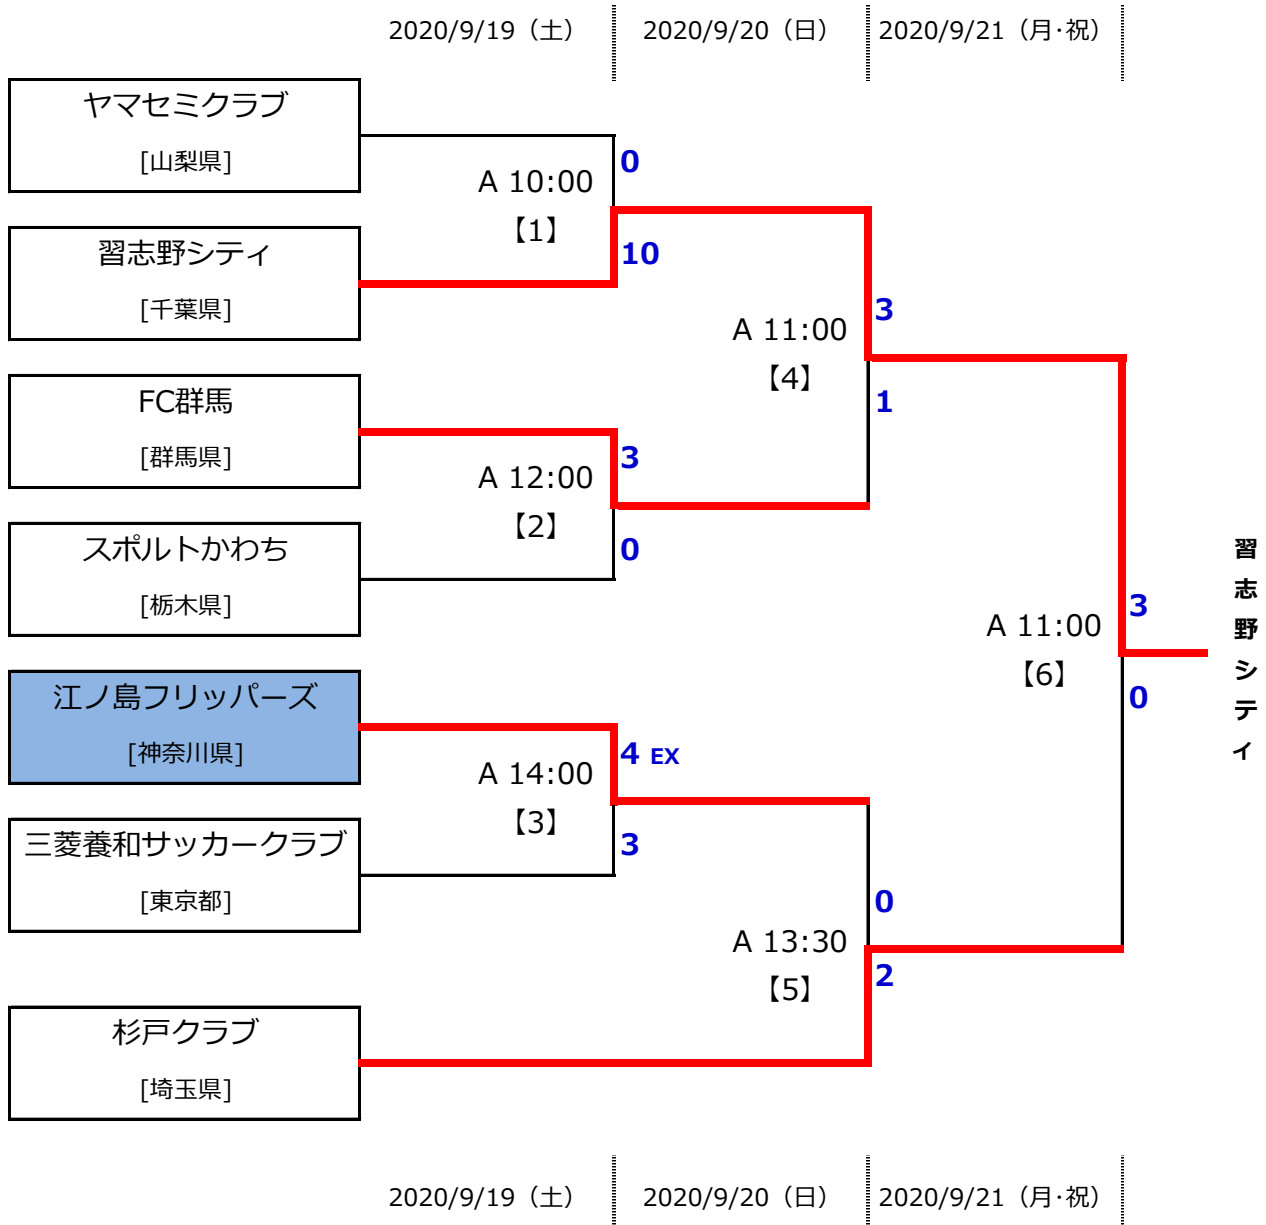 2020/9/19（土）
2020/9/20（日）
2020/9/21（月･祝）
ヤマセミクラブ
[山梨県]
0
A 10:00
【1】
習志野シティ
[千葉県]
10
3
A 11:00
【4】
1
FC群馬
[群馬県]
3
A 12:00
【2】
0
スポルトかわち
[栃木県]
江ノ島フリッパーズ
[神奈川県]
4 EX
A 14:00
【3】
3
三菱養和サッカークラブ
[東京都]
0
A 13:30
【5】
2
杉戸クラブ
[埼玉県]
3
A 11:00
【6】
0
習志野シティ
2020/9/19（土）
2020/9/20（日）
2020/9/21（月･祝）